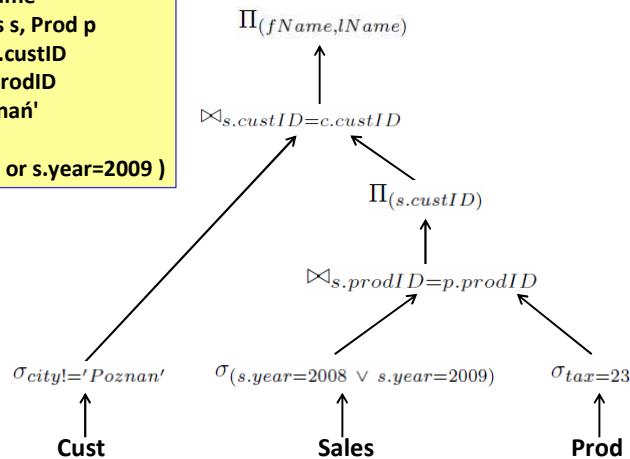 s s, Prod p
.custID
rodID
nań'
or s.year=2009 )
Π(fName,lName)
⋈s.custID=c.custID
Π(s.custID)
⋈s.prodID=p.prodID
σcity!='Poznan' σ(s.year=2008 ∨ s.year=2009) σtax=23
Cust Sales Prod